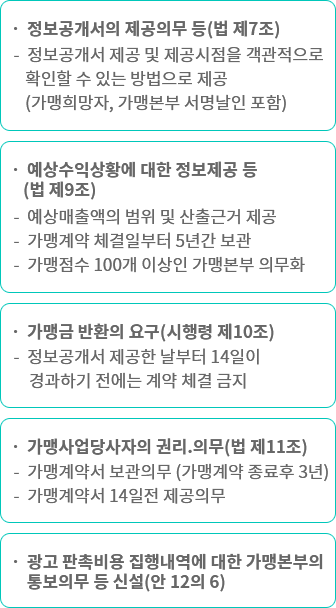 · 정보공개서의 제공의무 등(법 제7조)
- 정보공개서 제공 및 제공시점을 객관적으로
확인할 수 있는 방법으로 제공
(가맹희망자, 가맹본부 서명날인 포함)
· 예상수익상황에 대한 정보제공 등
(법 제9조)
- 예상매출액의 범위 및 산출근거 제공
- 가맹계약 체결일부터 5년간 보관
- 가맹점수 100개 이상인 가맹본부 의무화
· 가맹금 반환의 요구(시행령 제10조)
- 정보공개서 제공한 날부터 14일이
경과하기 전에는 계약 체결 금지
· 가맹사업당사자의 권리.의무(법 제11조)
- 가맹계약서 보관의무 (가맹계약 종료후 3년)
- 가맹계약서 14일전 제공의무
· 광고 판촉비용 집행내역에 대한 가맹본부의
통보의무 등 신설(안 12의 6)